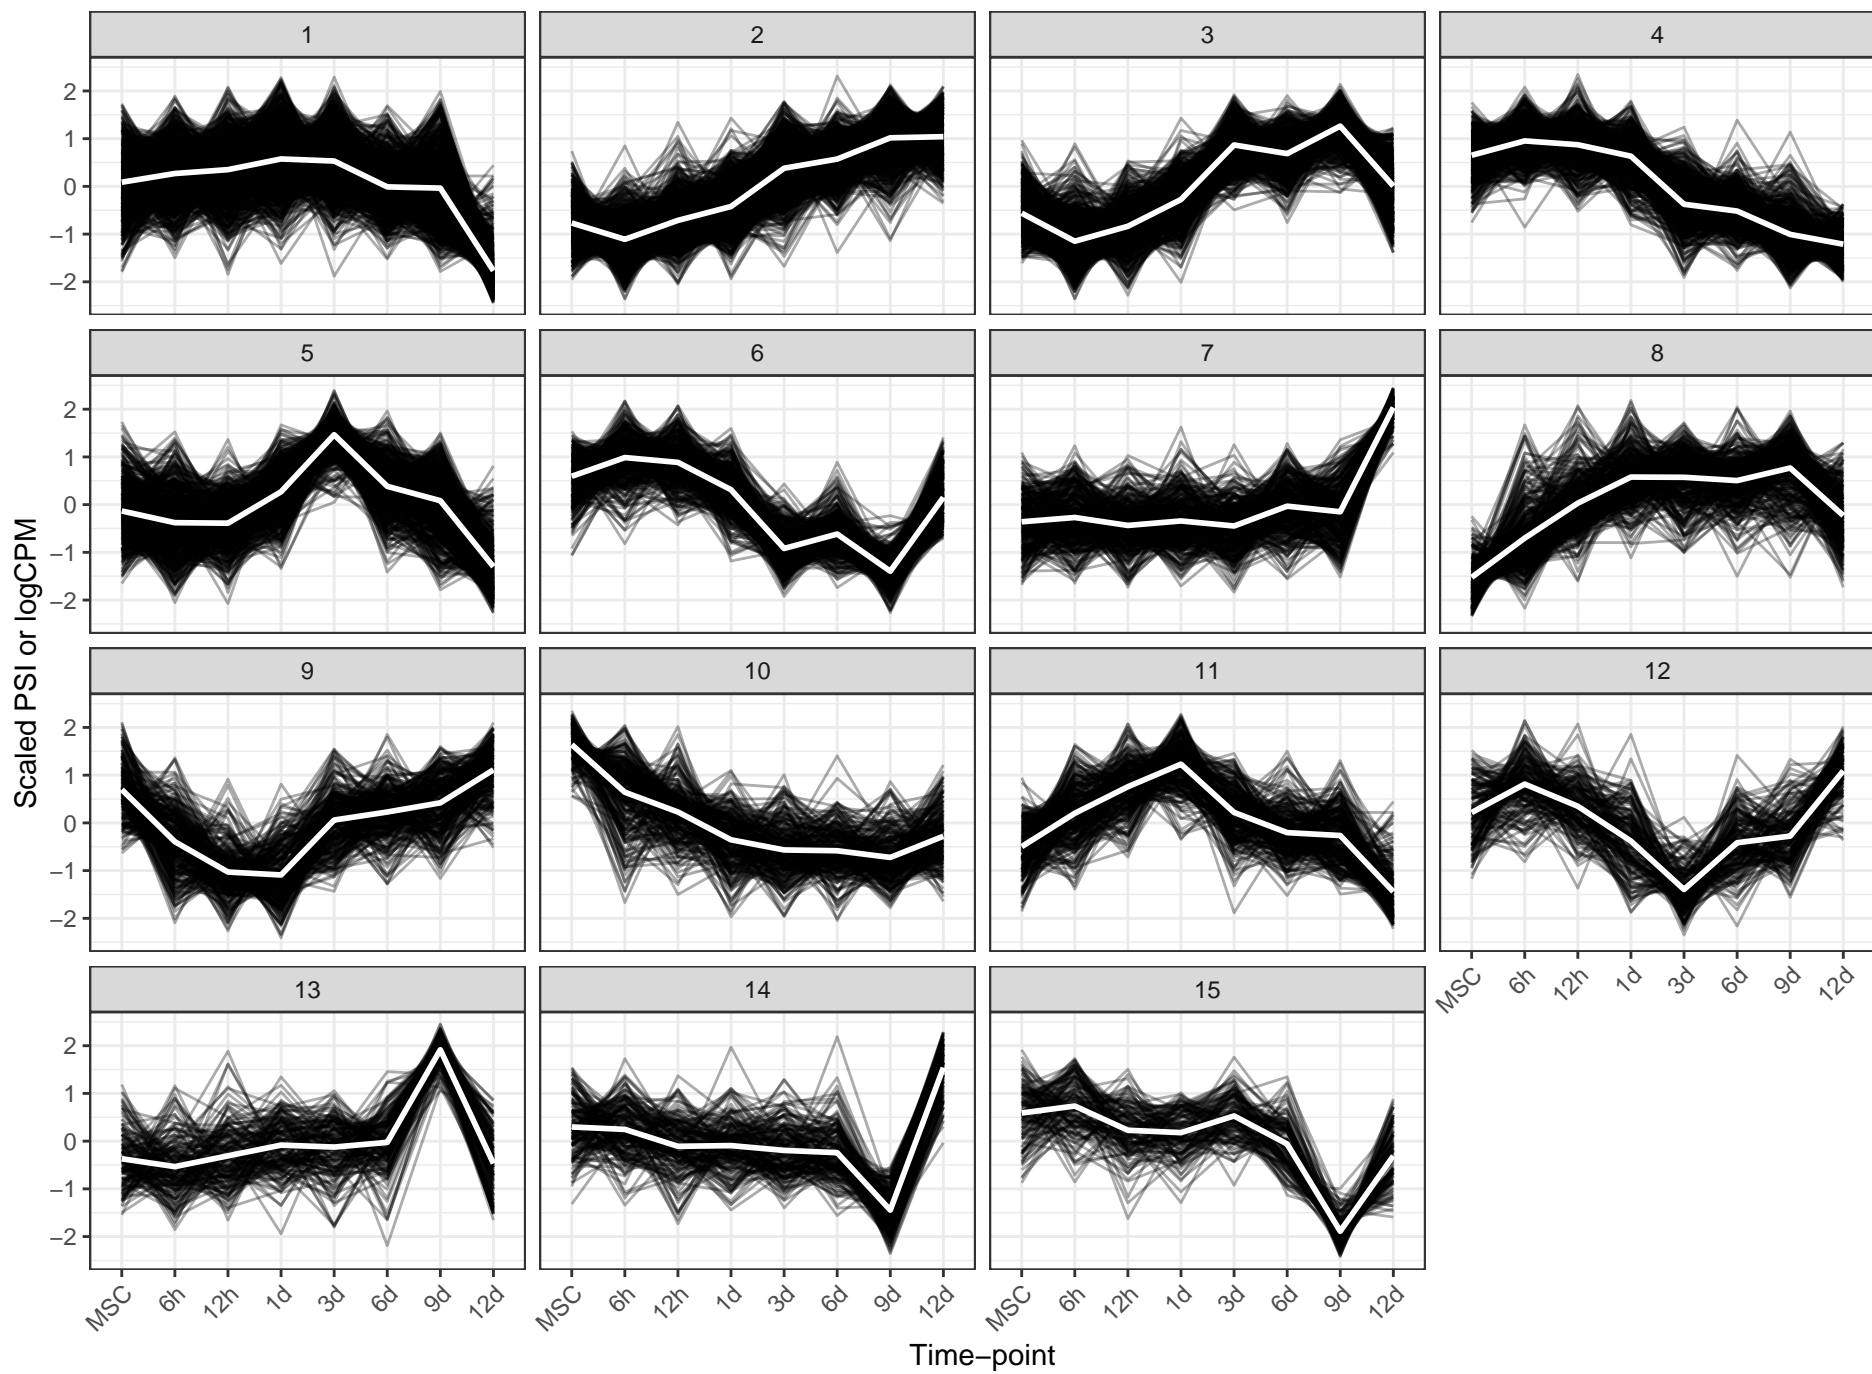 1 2 3 4
2
1
0
−1
−2
5 6 7 8
2
1
0
−1
−2
Scaled PSI or logCPM
9 10 11 12
2
1
0
−1
−2
MSC 6h 12h 1d 3d 6d 9d 12d
13 14 15
2
1
0
−1
−2
MSC 6h 12h 1d 3d 6d 9d 12d MSC 6h 12h 1d 3d 6d 9d 12d MSC 6h 12h 1d 3d 6d 9d 12d
Time−point